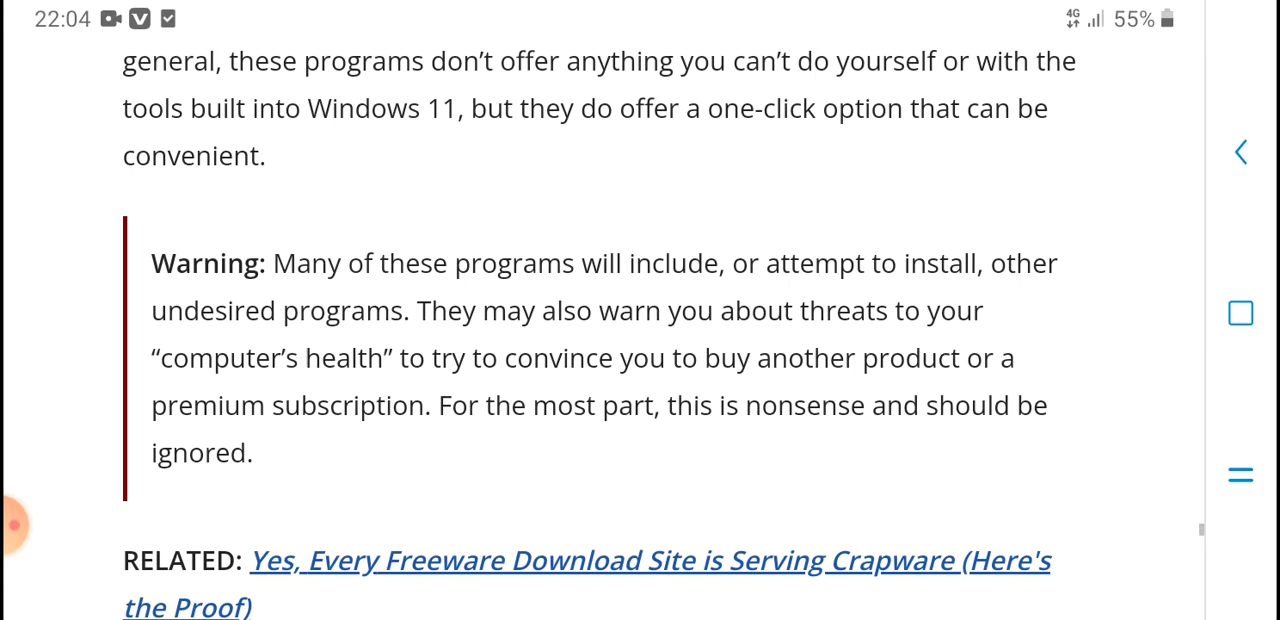 22:04 4G 55%
general, these programs don’t offer anything you can’t do yourself or with the
tools built into Windows 11, but they do offer a one-click option that can be
convenient.
Warning: Many of these programs will include, or attempt to install, other
undesired programs. They may also warn you about threats to your
“computer’s health” to try to convince you to buy another product or a
premium subscription. For the most part, this is nonsense and should be
ignored.
RELATED: Yes, Every Freeware Download Site is Serving Crapware (Here's
the Proof)